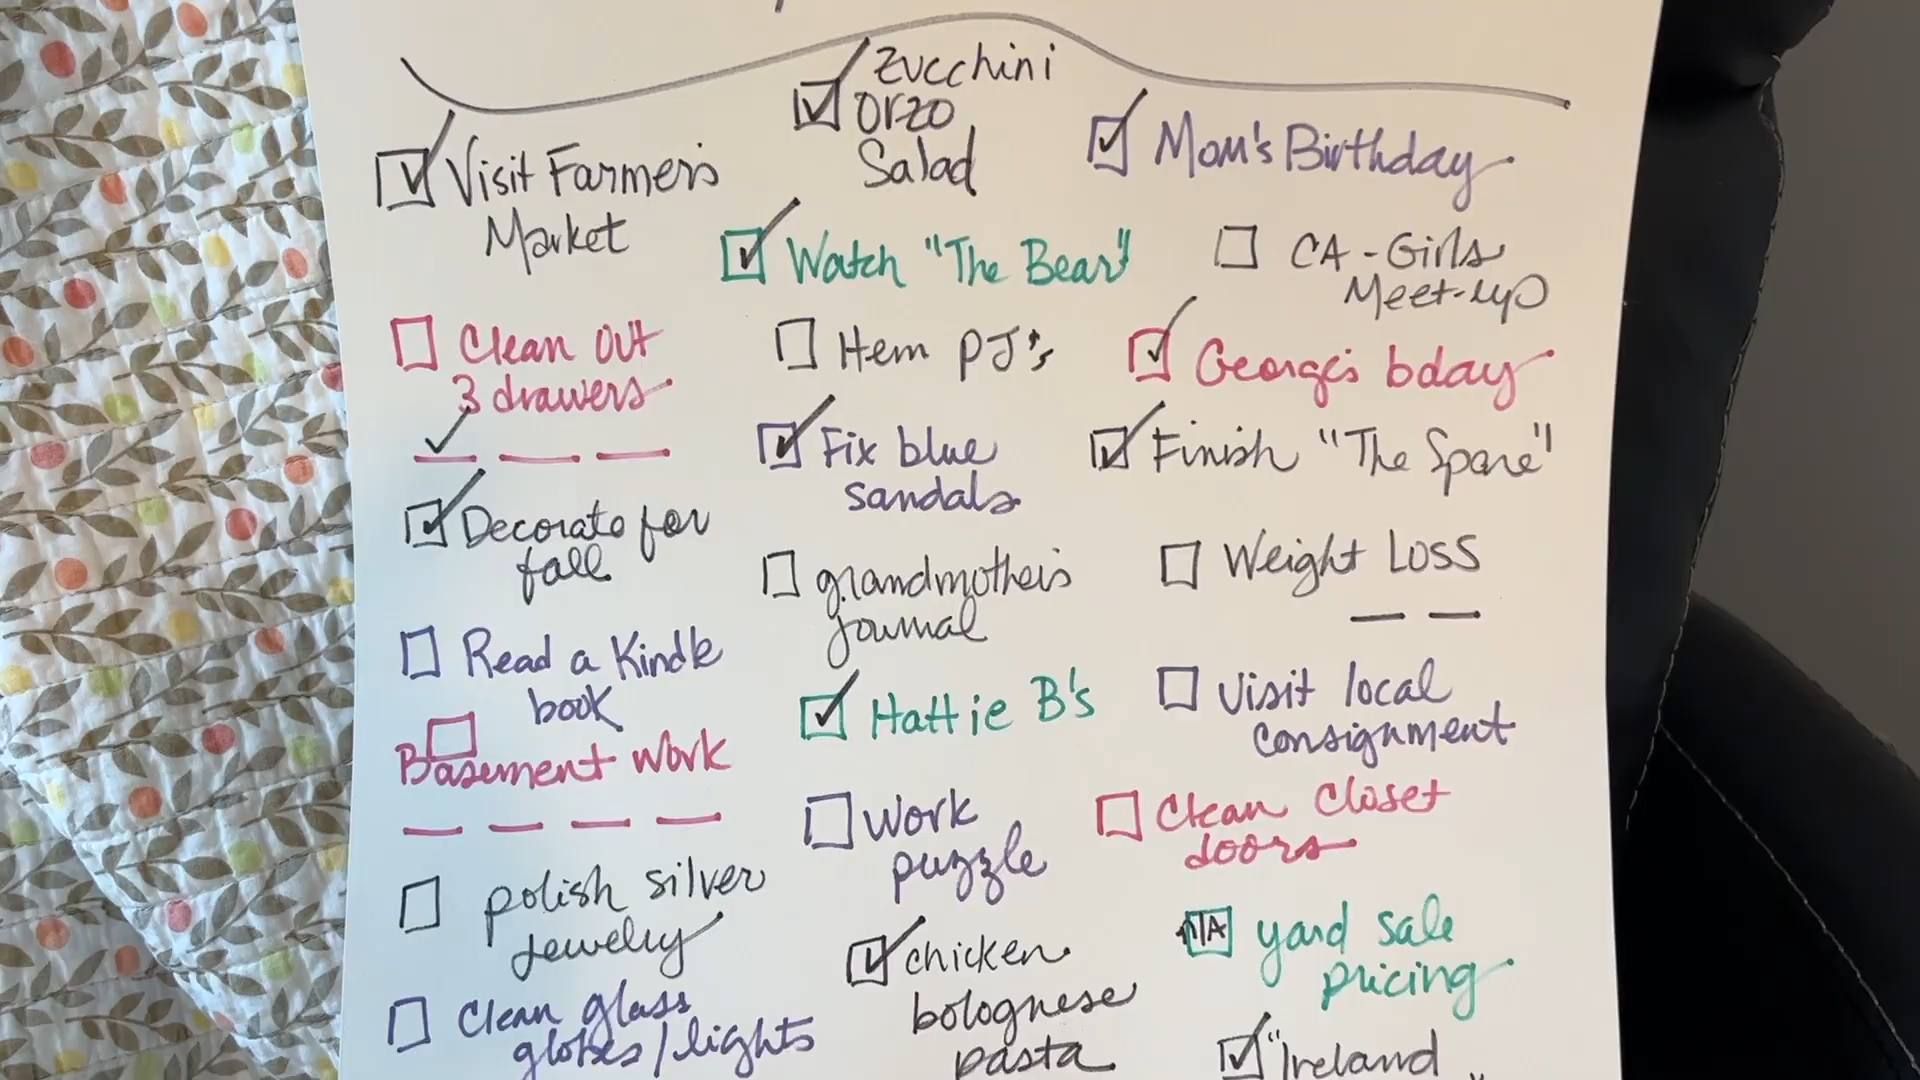 Visit Farmer's
Market
Clean Out
3 drawers
Decorate for
fall
Read a Kindle
book
Basement Work
polish silver
jewelry
Clean glass
globes/lights
Zucchini
Orzo
Salad
Watch "The Bear"
Hem PJ's
Fix blue
sandals
grandmother's
journal
Hattie B's
Work
puzzle
chicken
bolognese
pasta
Mom's Birthday
CA - Girls
Meet-up
George's bday
Finish "The Spare"
Weight Loss
Visit local
consignment
Clean Closet
doors
NA yard sale
pricing
"Ireland